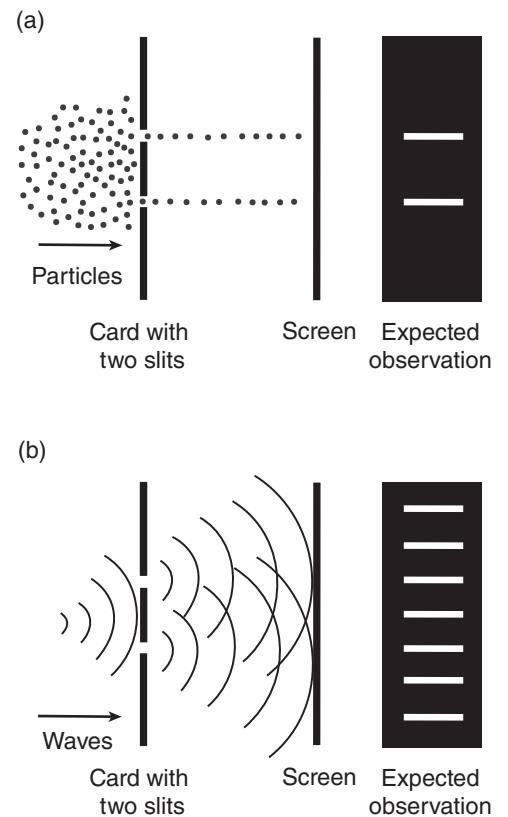 (a)
Particles
Card with
two slits
Screen
Expected
observation
(b)
Waves
Card with
two slits
Screen
Expected
observation